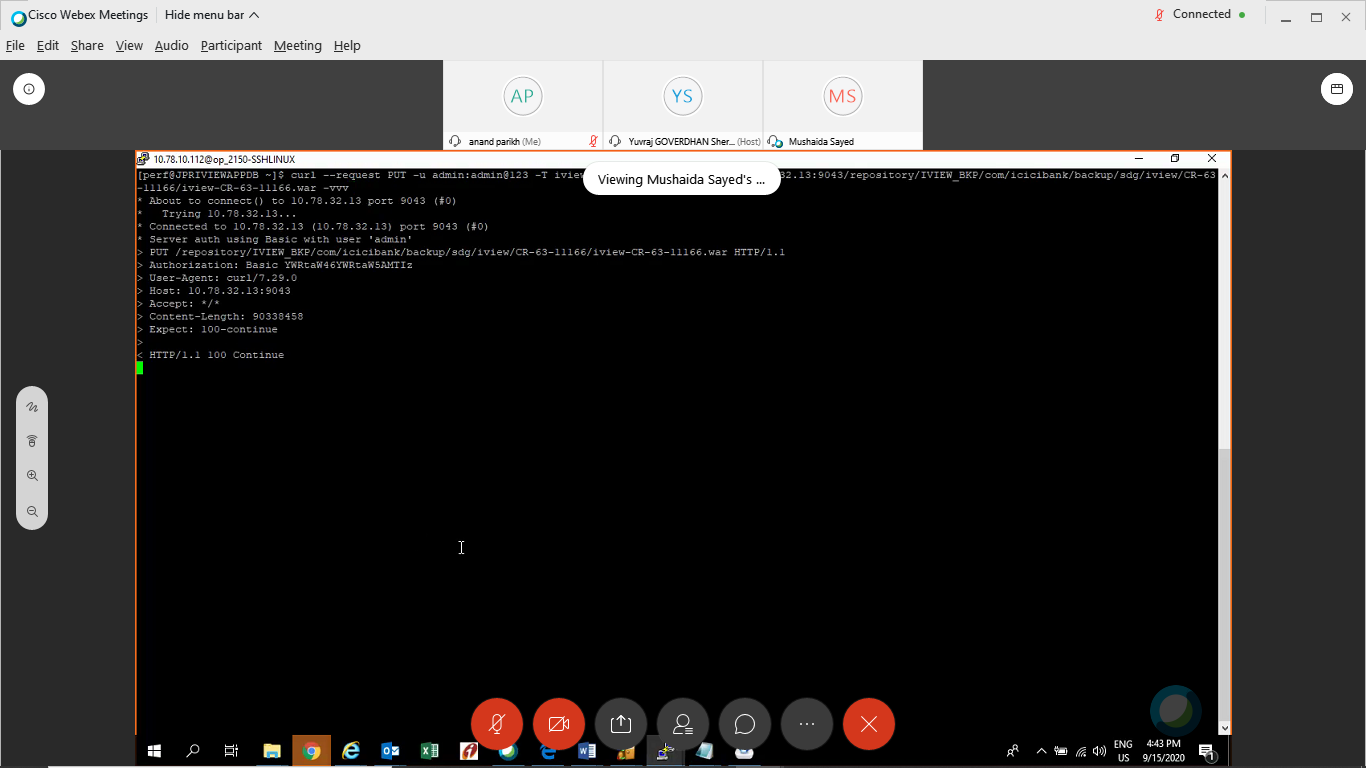 Cisco Webex Meetings
Hide menu bar
Connected
File Edit Share View Audio Participant Meeting Help
AP
YS
MS
anand parikh (Me)
Yuvraj GOVERDHAN Sher... (Host)
Mushaida Sayed
10.78.10.112@op_2150-SSHLINUX
Viewing Mushaida Sayed's ...
[perf@JPRIVIEWAPPDB ~]$ curl --request PUT -u admin:admin@123 -T iview 32.13:9043/repository/IVIEW_BKP/com/icicibank/backup/sdg/iview/CR-63
-11166/iview-CR-63-11166.war -vvv
* About to connect() to 10.78.32.13 port 9043 (#0)
*   Trying 10.78.32.13...
* Connected to 10.78.32.13 (10.78.32.13) port 9043 (#0)
* Server auth using Basic with user 'admin'
> PUT /repository/IVIEW_BKP/com/icicibank/backup/sdg/iview/CR-63-11166/iview-CR-63-11166.war HTTP/1.1
> Authorization: Basic YWRtaW46YWRtaW5AMTIz
> User-Agent: curl/7.29.0
> Host: 10.78.32.13:9043
> Accept: */*
> Content-Length: 90338458
> Expect: 100-continue
>
< HTTP/1.1 100 Continue
ENG
US
4:43 PM
9/15/2020
1